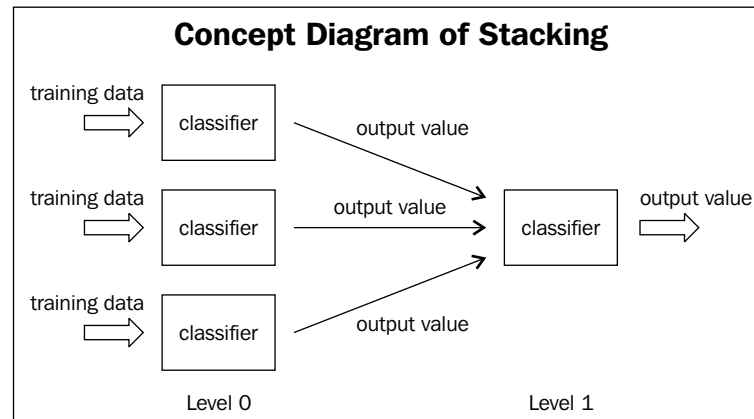 Concept Diagram of Stacking
training data
classifier
output value
training data
classifier
output value
classifier
output value
training data
classifier
output value
Level 0
Level 1